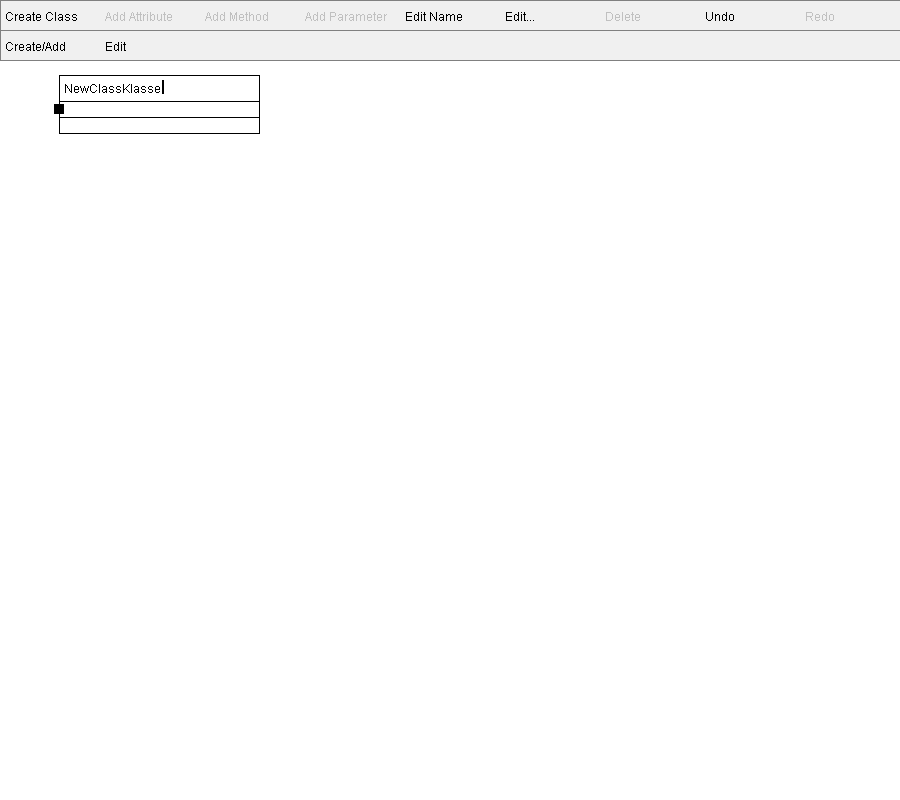 Create Class Add Attribute Add Method Add Parameter Edit Name Edit... Delete Undo Redo
Create/Add Edit
NewClassKlasse